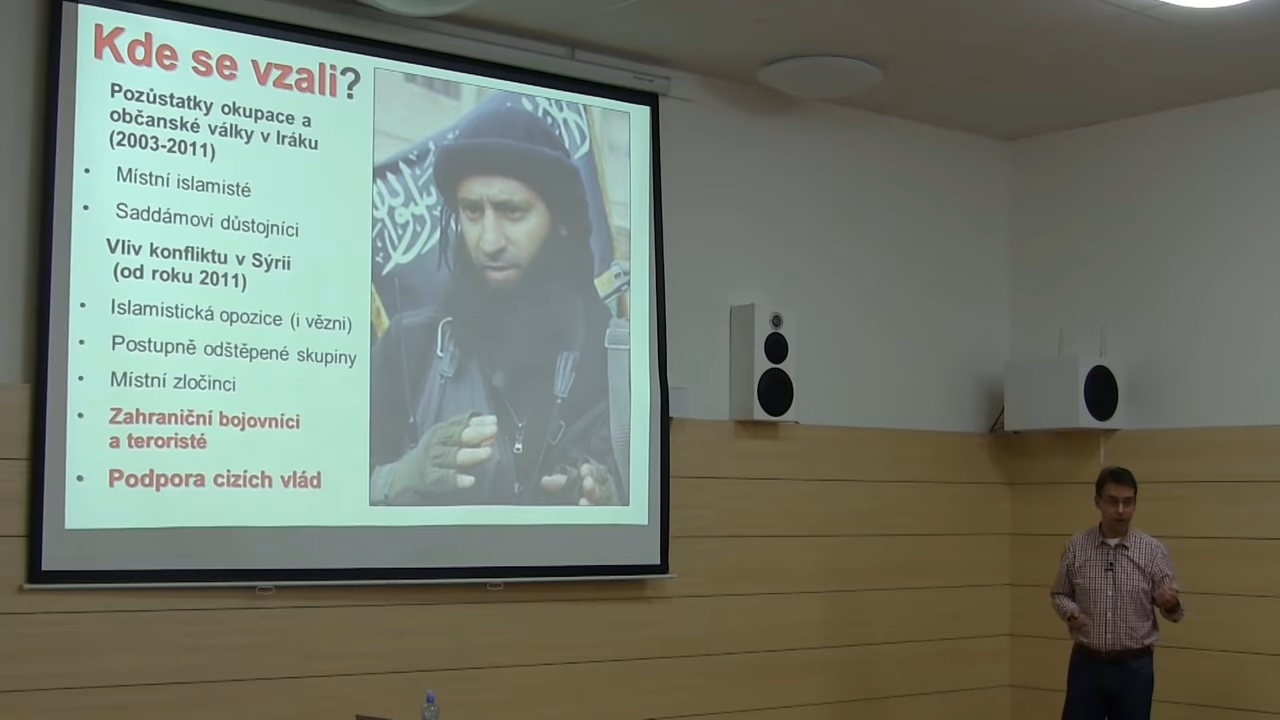 Kde se vzali?
Pozůstatky okupace a
občanské války v Iráku
(2003-2011)
• Místní islamisté
• Saddámovi důstojníci
Vliv konfliktu v Sýrii
(od roku 2011)
• Islamistická opozice (i vězni)
• Postupně odštěpené skupiny
• Místní zločinci
• Zahraniční bojovníci
a teroristé
• Podpora cizích vlád